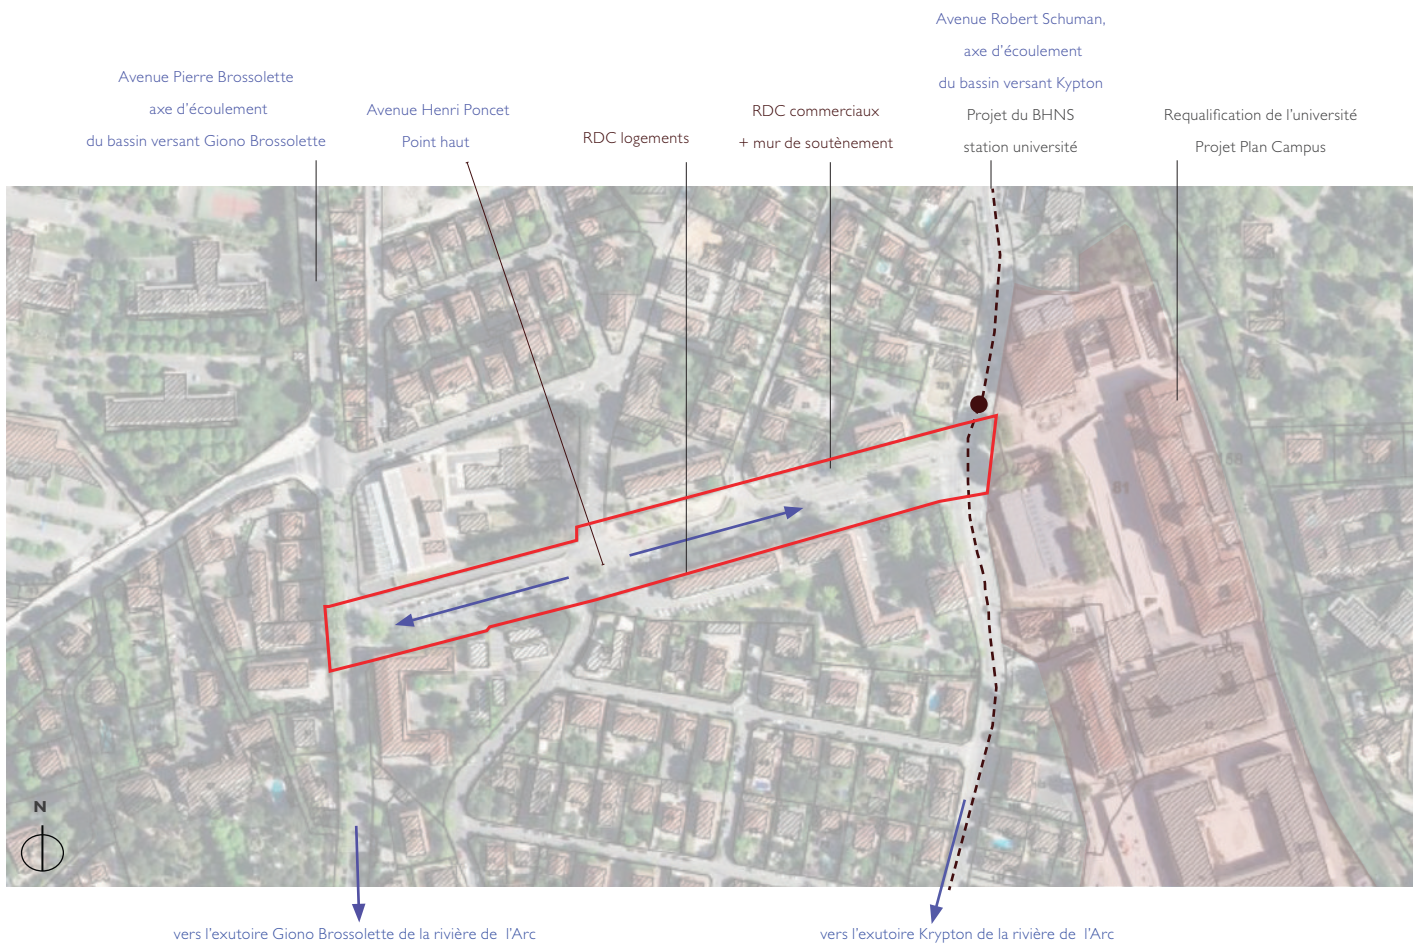 Avenue Pierre Brossolette
axe d'écoulement
du bassin versant Giono Brossolette
Avenue Henri Poncet
Point haut
RDC logements
RDC commerciaux
+ mur de soutènement
Avenue Robert Schuman,
axe d'écoulement
du bassin versant Kypton
Projet du BHNS
station université
Requalification de l'université
Projet Plan Campus
81
N
vers l'exutoire Giono Brossolette de la rivière de l'Arc
vers l'exutoire Krypton de la rivière de l'Arc